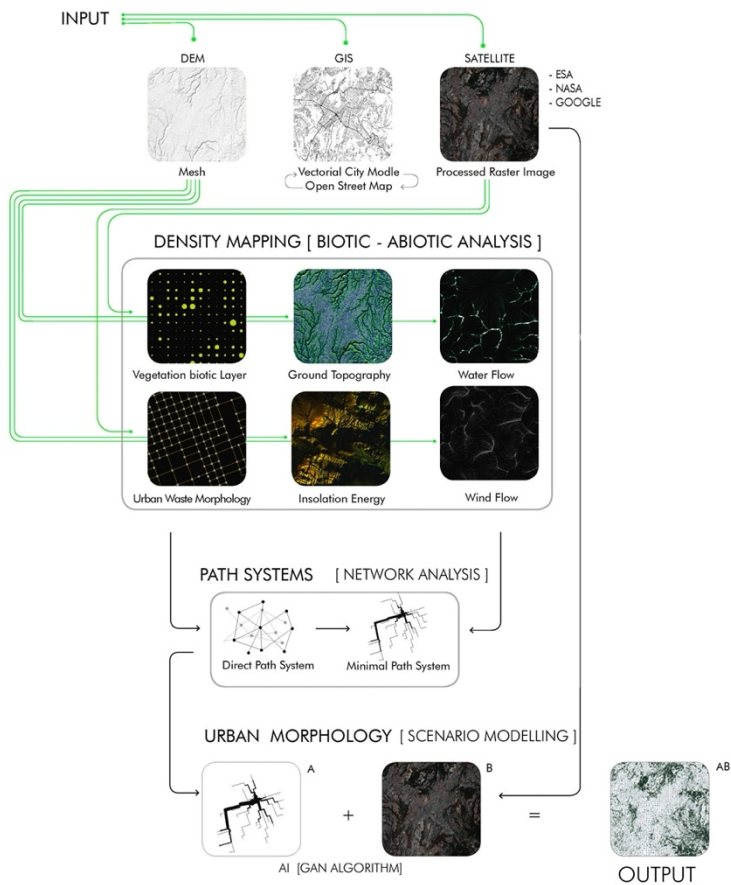 INPUT
DEM
GIS
SATELLITE
- ESA
- NASA
- GOOGLE
Mesh
Vectorial City Modle
Open Street Map
Processed Raster Image
DENSITY MAPPING [ BIOTIC - ABIOTIC ANALYSIS ]
Vegetation biotic Layer
Ground Topography
Water Flow
Urban Waste Morphology
Insolation Energy
Wind Flow
PATH SYSTEMS [ NETWORK ANALYSIS ]
Direct Path System
Minimal Path System
URBAN MORPHOLOGY [ SCENARIO MODELLING ]
A
B
AB
+
=
AI [GAN ALGORITHM]
OUTPUT